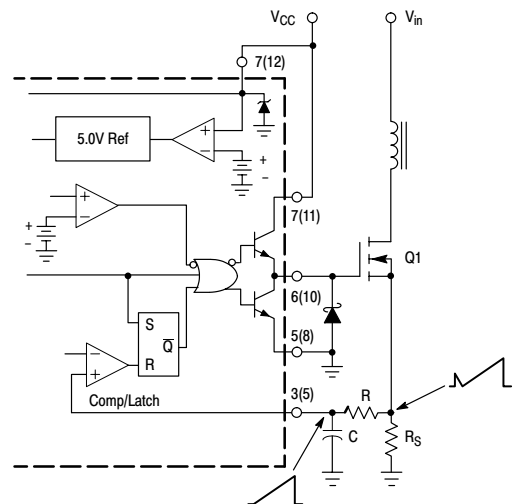 VCC
Vin
7(12)
5.0V Ref
+
−
+
−
+
−
+
−
7(11)
Q1
6(10)
S
Q
R
5(8)
−
+
Comp/Latch
3(5)
R
C
RS